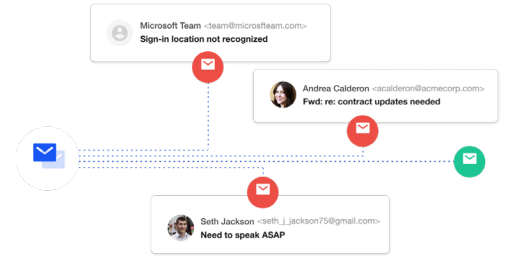 Microsoft Team <team@microsfteam.com>
Sign-in location not recognized
Andrea Calderon <acalderon@acmecorp.com>
Fwd: re: contract updates needed
Seth Jackson <seth_j_jackson75@gmail.com>
Need to speak ASAP